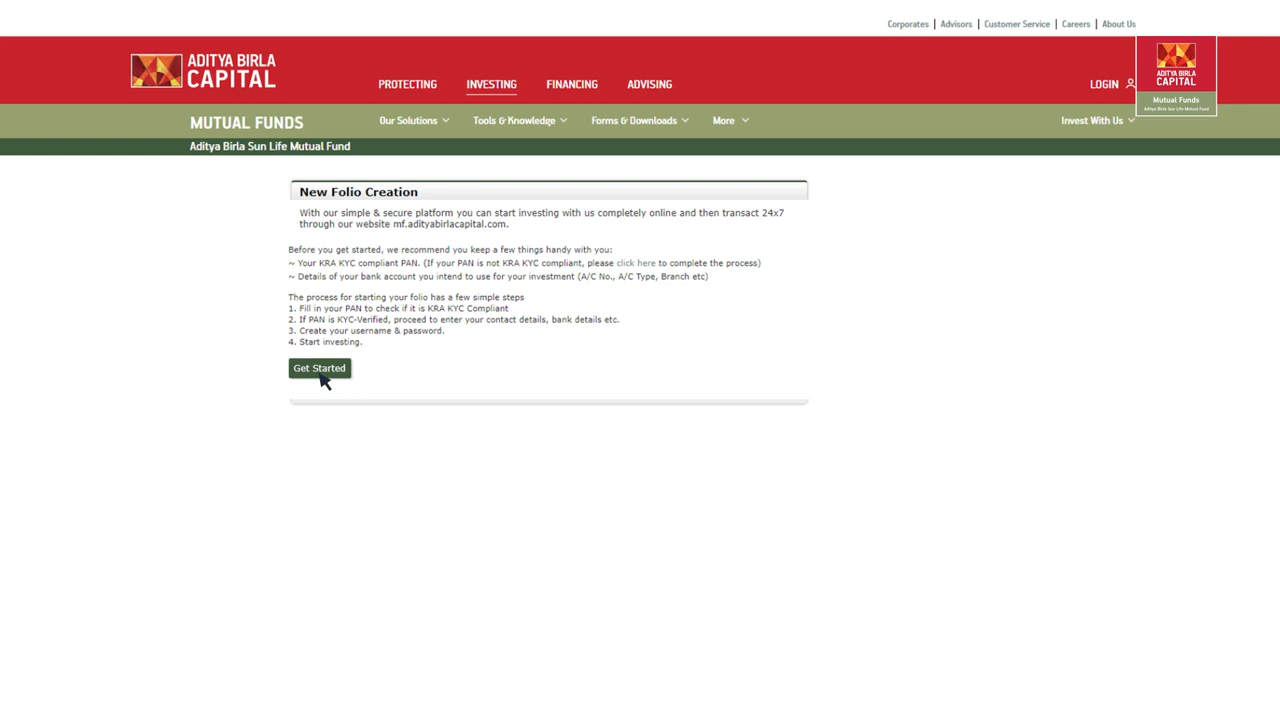 Corporates | Advisors | Customer Service | Careers | About Us
ADITYA BIRLA
CAPITAL
PROTECTING INVESTING FINANCING ADVISING
LOGIN
ADITYA BIRLA
CAPITAL
Mutual Funds
Aditya Birla Sun Life Mutual Fund
MUTUAL FUNDS
Our Solutions Tools & Knowledge Forms & Downloads More Invest With Us
Aditya Birla Sun Life Mutual Fund
New Folio Creation
With our simple & secure platform you can start investing with us completely online and then transact 24x7
through our website mf.adityabirlacapital.com.
Before you get started, we recommend you keep a few things handy with you:
~ Your KRA KYC compliant PAN. (If your PAN is not KRA KYC compliant, please click here to complete the process)
~ Details of your bank account you intend to use for your investment (A/C No., A/C Type, Branch etc)
The process for starting your folio has a few simple steps
1. Fill in your PAN to check if it is KRA KYC Compliant
2. If PAN is KYC-Verified, proceed to enter your contact details, bank details etc.
3. Create your username & password.
4. Start investing.
Get Started